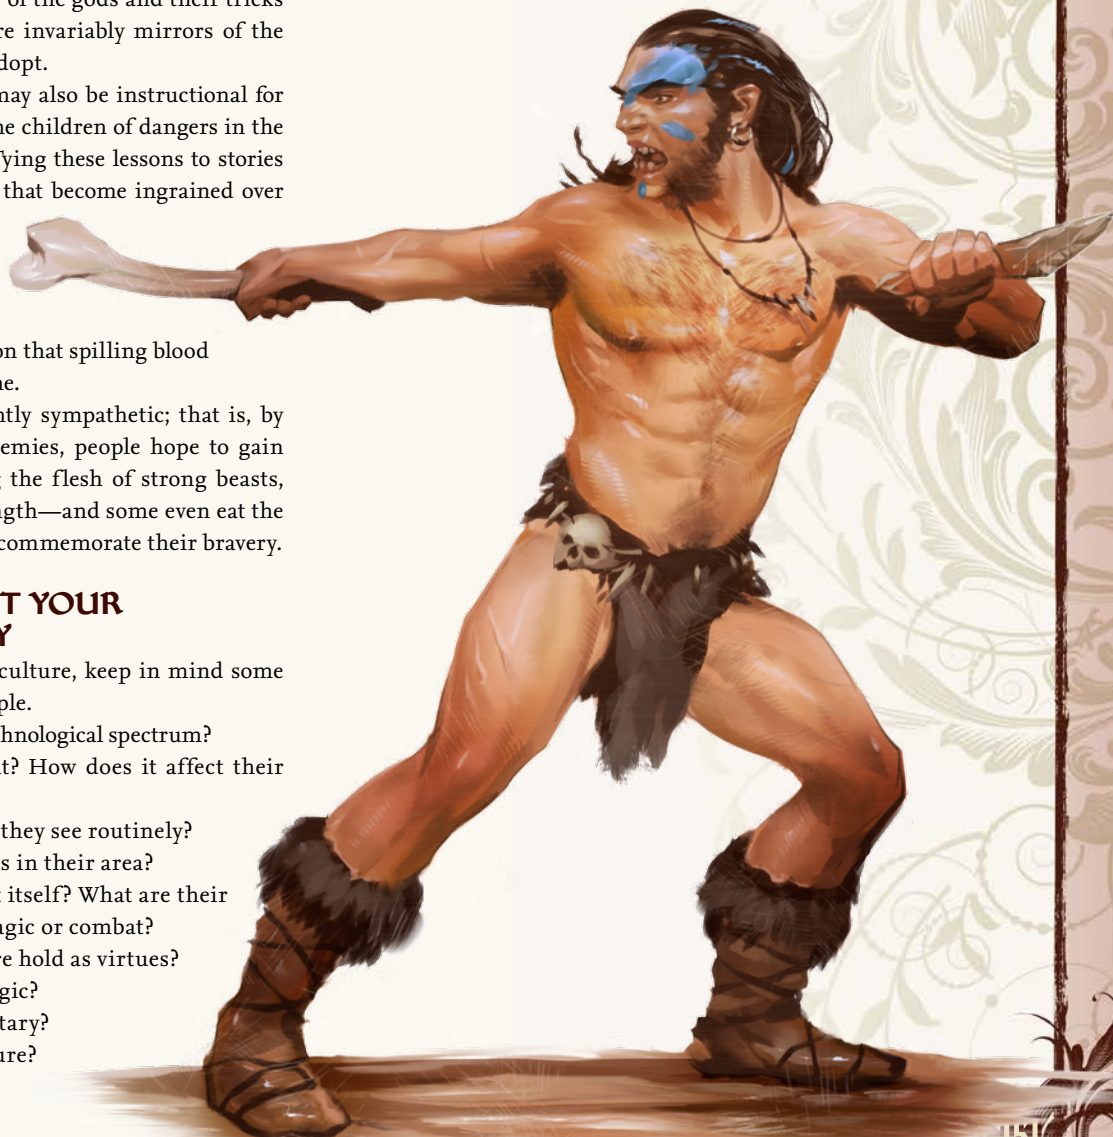 of the gods and their tricks
re invariably mirrors of the
dopt.
may also be instructional for
he children of dangers in the
Tying these lessons to stories
that become ingrained over
on that spilling blood
ne.
ntly sympathetic; that is, by
emies, people hope to gain
g the flesh of strong beasts,
ngth—and some even eat the
commemorate their bravery.
T YOUR
Y
culture, keep in mind some
ple.
hnological spectrum?
t? How does it affect their
they see routinely?
s in their area?
t itself? What are their
agic or combat?
re hold as virtues?
gic?
tary?
ure?